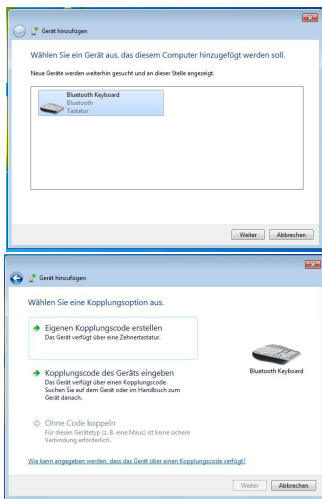 Gerät hinzufügen
Wählen Sie ein Gerät aus, das diesem Computer hinzugefügt werden soll.
Neue Geräte werden weiterhin gesucht und an dieser Stelle angezeigt.
Bluetooth Keyboard
Bluetooth
Tastatur
Weiter Abbrechen
Gerät hinzufügen
Wählen Sie eine Kopplungsoption aus.
Eigenen Kopplungscode erstellen
Das Gerät verfügt über eine Zehnertastatur.
Kopplungscode des Geräts eingeben
Das Gerät verfügt über einen Kopplungscode.
Suchen Sie auf dem Gerät oder im Handbuch zum
Gerät danach.
Bluetooth Keyboard
Ohne Code koppeln
Für diesen Gerätetyp (z. B. eine Maus) ist keine sichere
Verbindung erforderlich.
Wie kann angegeben werden, dass das Gerät über einen Kopplungscode verfügt?
Weiter Abbrechen